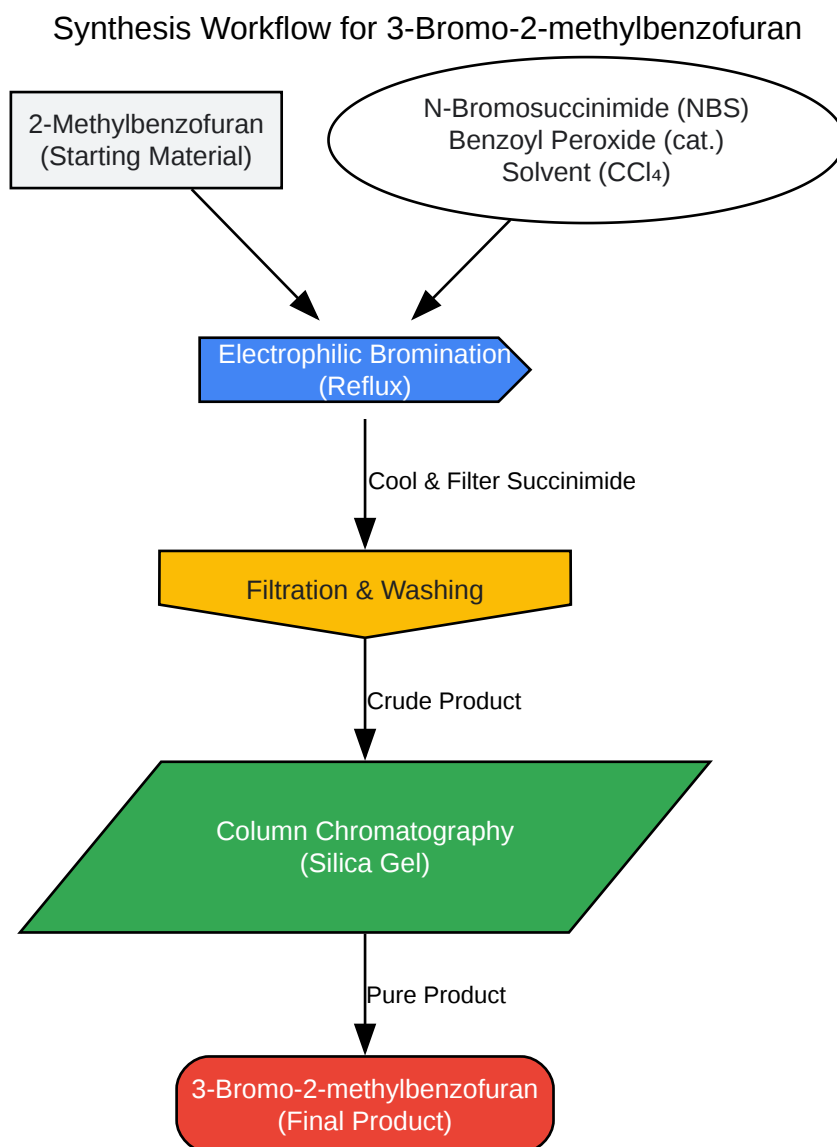 Synthesis Workflow for 3-Bromo-2-methylbenzofuran
2-Methylbenzofuran
(Starting Material)
N-Bromosuccinimide (NBS)
Benzoyl Peroxide (cat.)
Solvent (CCl₄)
Electrophilic Bromination
(Reflux)
Cool & Filter Succinimide
Filtration & Washing
Crude Product
Column Chromatography
(Silica Gel)
Pure Product
3-Bromo-2-methylbenzofuran
(Final Product)